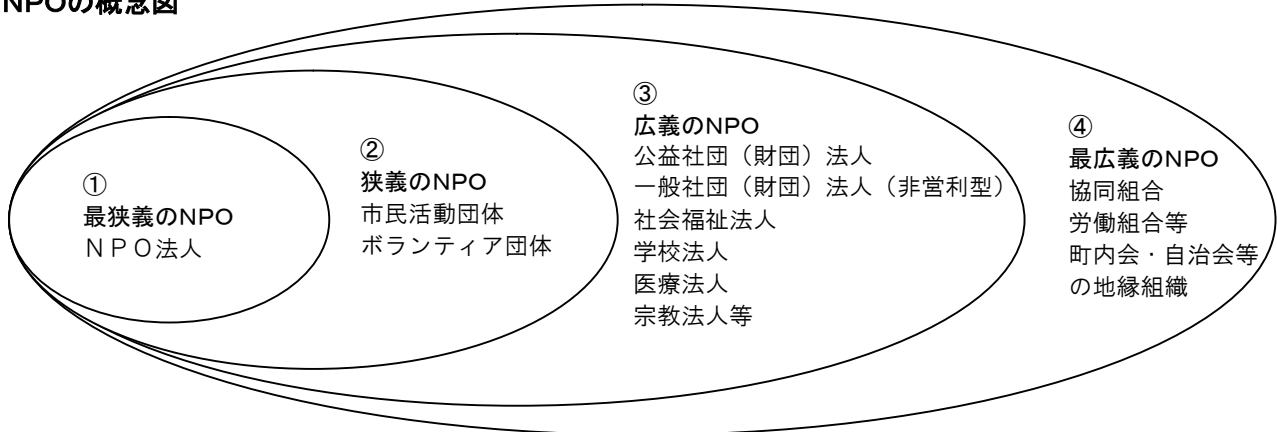 NPOの概念図
①
最狭義のNPO
ＮＰＯ法人
②
狭義のNPO
市民活動団体
ボランティア団体
③
広義のNPO
公益社団（財団）法人
一般社団（財団）法人（非営利型）
社会福祉法人
学校法人
医療法人
宗教法人等
④
最広義のNPO
協同組合
労働組合等
町内会・自治会等
の地縁組織